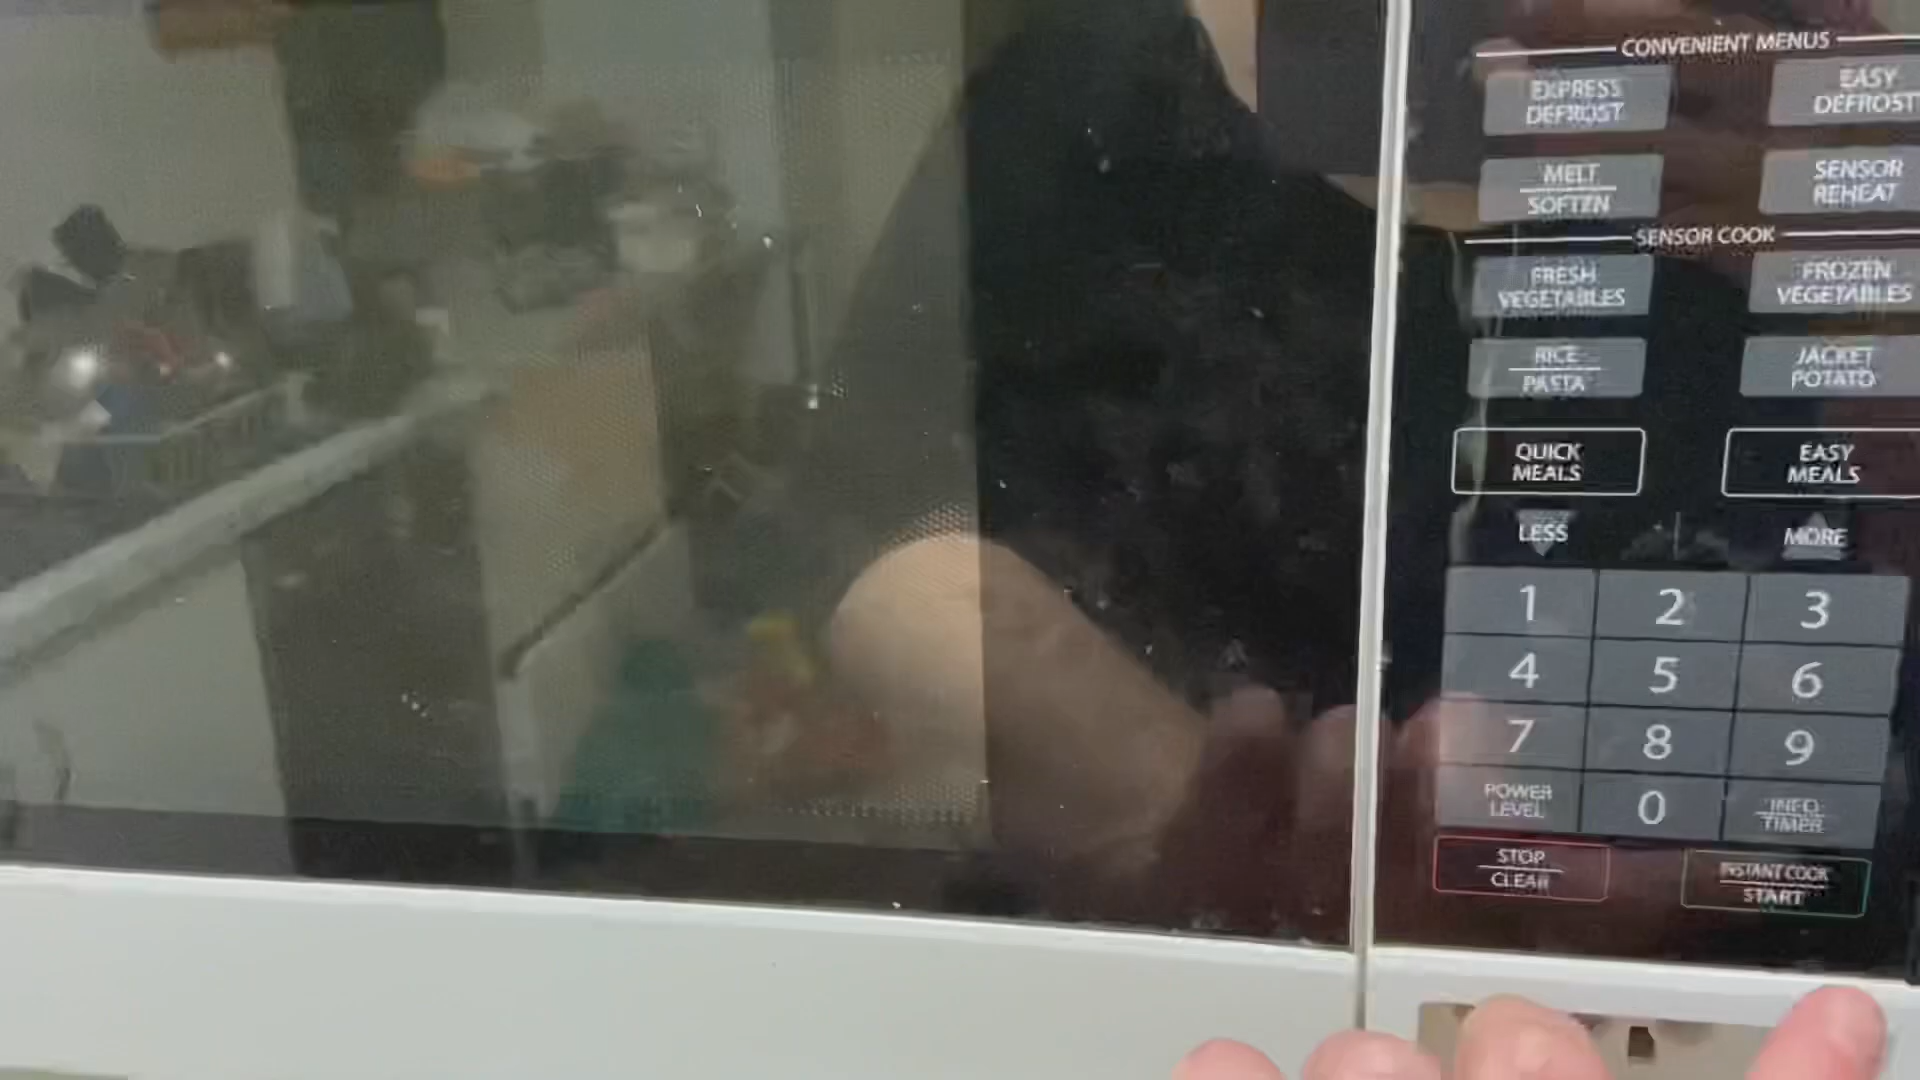 CONVENIENT MENUS
EXPRESS
DEFROST
EASY
DEFROST
MELT
SOFTEN
SENSOR
REHEAT
SENSOR COOK
FRESH
VEGETABLES
FROZEN
VEGETABLES
RICE
PASTA
JACKET
POTATO
QUICK
MEALS
EASY
MEALS
LESS
MORE
1 2 3
4 5 6
7 8 9
POWER
LEVEL
0
INFO.
TIMER
STOP
CLEAR
INSTANT COOK
START